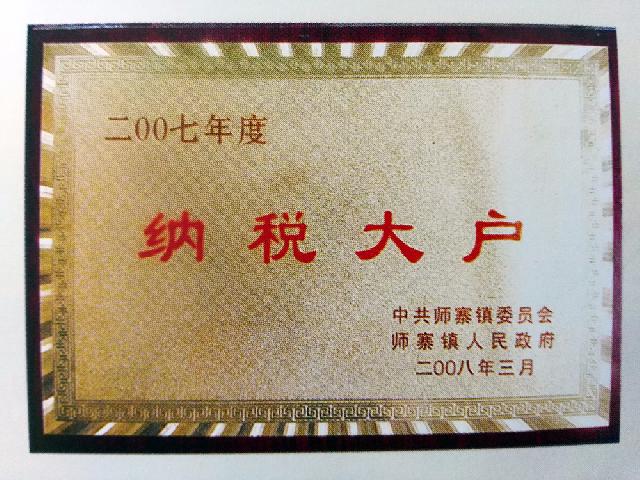 二00七年度
纳税大户
中共师寨镇委员会
师寨镇人民政府
二00八年三月